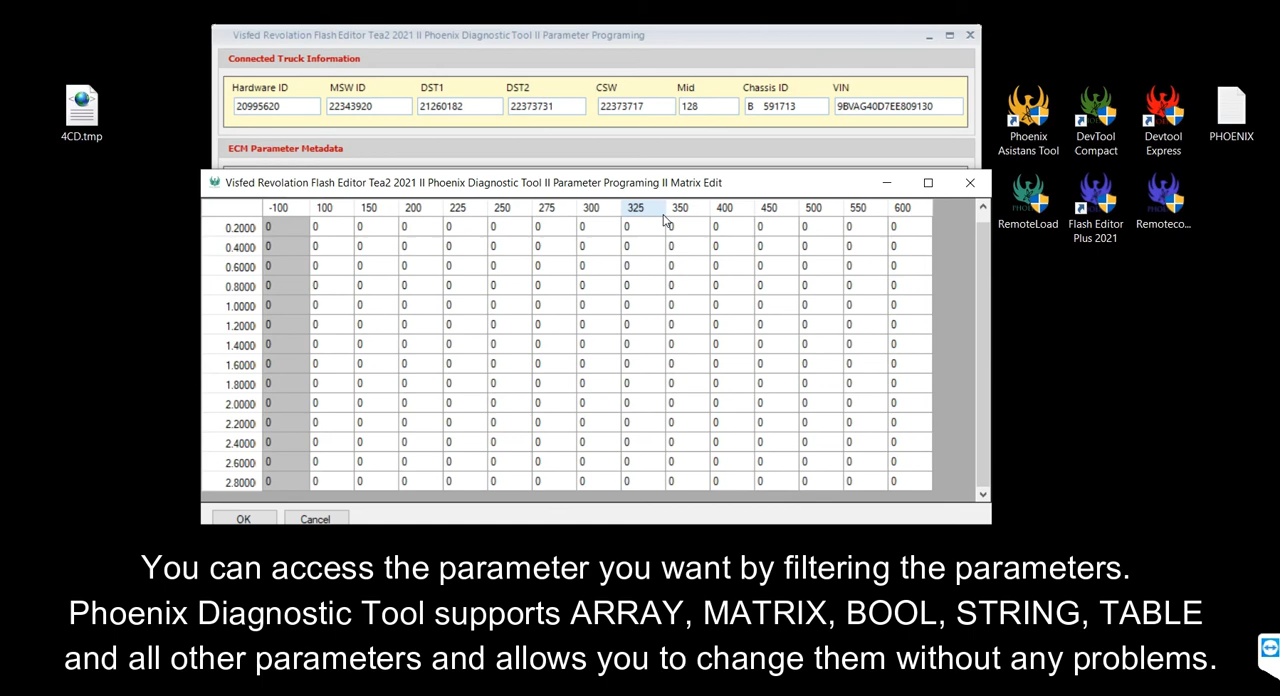 Visfed Revolation Flash Editor Tea2 2021 II Phoenix Diagnostic Tool II Parameter Programing
Connected Truck Information
Hardware ID MSW ID DST1 DST2 CSW Mid Chassis ID VIN
20995620 22343920 21260182 22373731 22373717 128 B 591713 9BVAG40D7EE809130
ECM Parameter Metadata
4CD.tmp
Phoenix Asistans Tool
DevTool Compact
Devtool Express
PHOENIX
RemoteLoad
Flash Editor Plus 2021
Remoteco...
Visfed Revolation Flash Editor Tea2 2021 II Phoenix Diagnostic Tool II Parameter Programing II Matrix Edit
-100 100 150 200 225 250 275 300 325 350 400 450 500 550 600
0.2000 0 0 0 0 0 0 0 0 0 0 0 0 0 0 0
0.4000 0 0 0 0 0 0 0 0 0 0 0 0 0 0 0
0.6000 0 0 0 0 0 0 0 0 0 0 0 0 0 0 0
0.8000 0 0 0 0 0 0 0 0 0 0 0 0 0 0 0
1.0000 0 0 0 0 0 0 0 0 0 0 0 0 0 0 0
1.2000 0 0 0 0 0 0 0 0 0 0 0 0 0 0 0
1.4000 0 0 0 0 0 0 0 0 0 0 0 0 0 0 0
1.6000 0 0 0 0 0 0 0 0 0 0 0 0 0 0 0
1.8000 0 0 0 0 0 0 0 0 0 0 0 0 0 0 0
2.0000 0 0 0 0 0 0 0 0 0 0 0 0 0 0 0
2.2000 0 0 0 0 0 0 0 0 0 0 0 0 0 0 0
2.4000 0 0 0 0 0 0 0 0 0 0 0 0 0 0 0
2.6000 0 0 0 0 0 0 0 0 0 0 0 0 0 0 0
2.8000 0 0 0 0 0 0 0 0 0 0 0 0 0 0 0
OK Cancel
You can access the parameter you want by filtering the parameters.
Phoenix Diagnostic Tool supports ARRAY, MATRIX, BOOL, STRING, TABLE
and all other parameters and allows you to change them without any problems.